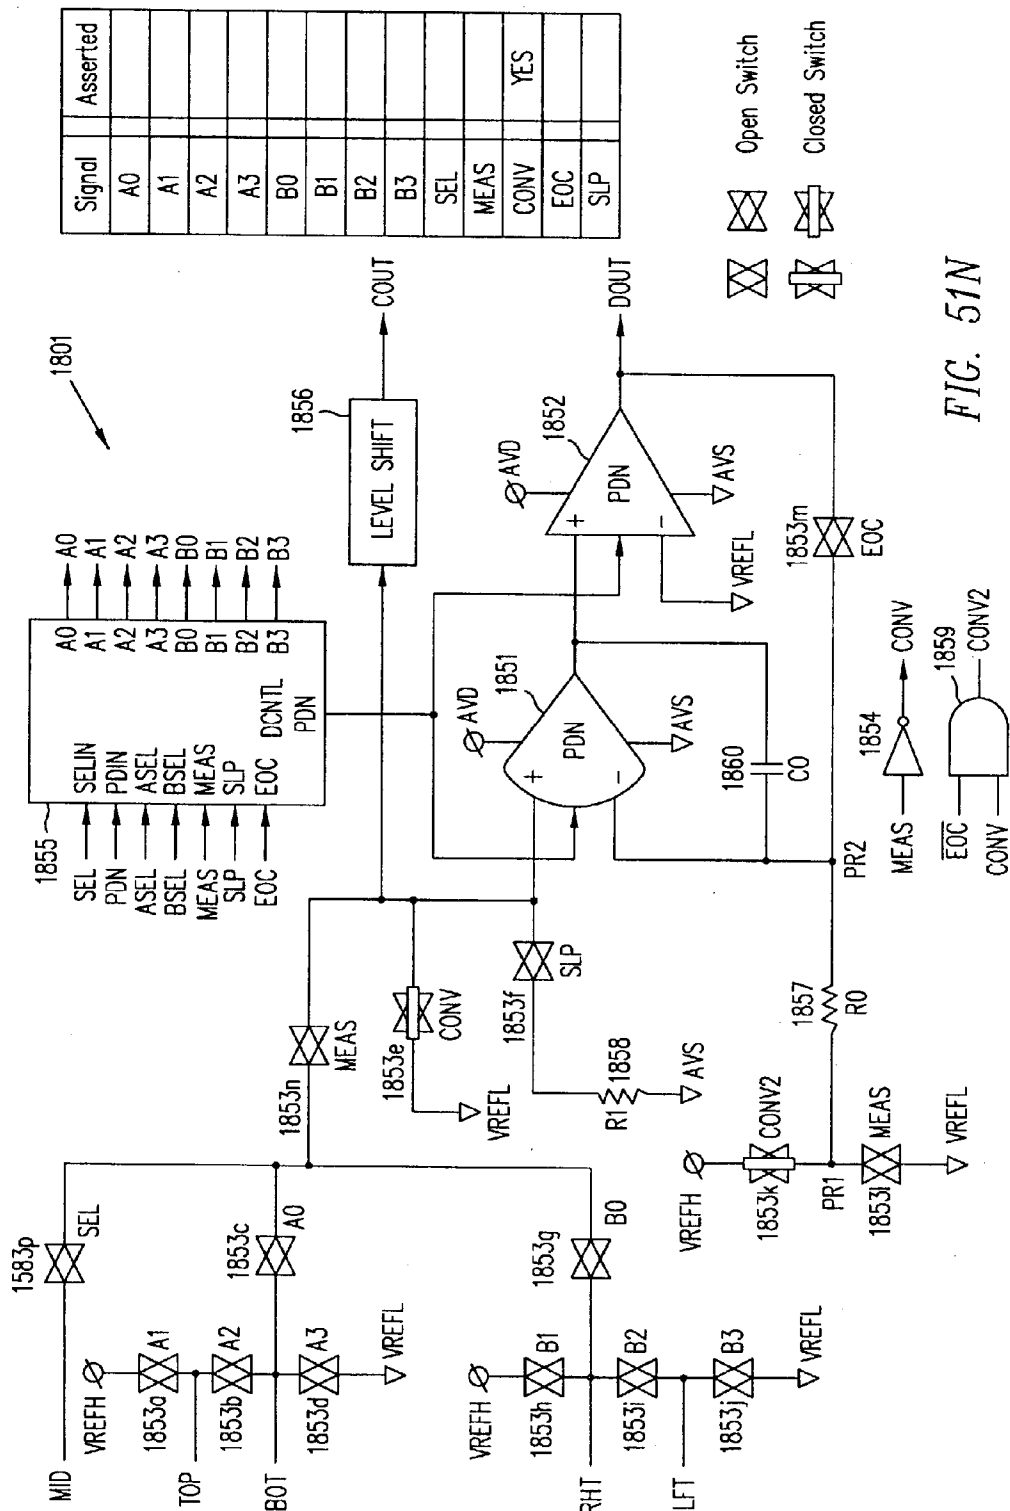 Signal Asserted
A0
A1
A2
A3
B0
B1
B2
B3
SEL
MEAS
CONV YES
EOC
SLP
Open Switch
Closed Switch
FIG. 51N
1801
1855
SEL SELIN
PDN PDIN
ASEL ASEL
BSEL BSEL
MEAS MEAS
SLP SLP
EOC EOC
DCNTL
PDN
A0 A0
A1 A1
A2 A2
A3 A3
B0 B0
B1 B1
B2 B2
B3 B3
1856
LEVEL SHIFT
COUT
1583p
MID
SEL
1853n
MEAS
1853e
CONV
VREFL
1853f
SLP
R1
1858
AVS
VREFH
1853a
A1
TOP
1853b
A2
1853c
A0
BOT
1853d
A3
VREFL
VREFH
1853h
B1
1853g
B0
RHT
1853i
B2
LFT
1853j
B3
VREFL
AVD
1851
+
PDN
−
AVS
1860
C0
AVD
1852
+
PDN
−
AVS
VREFL
DOUT
1853m
EOC
VREFH
1853k
CONV2
PR1
1853l
MEAS
VREFL
1857
R0
PR2
1854
MEAS
CONV
1859
EOC
CONV
CONV2